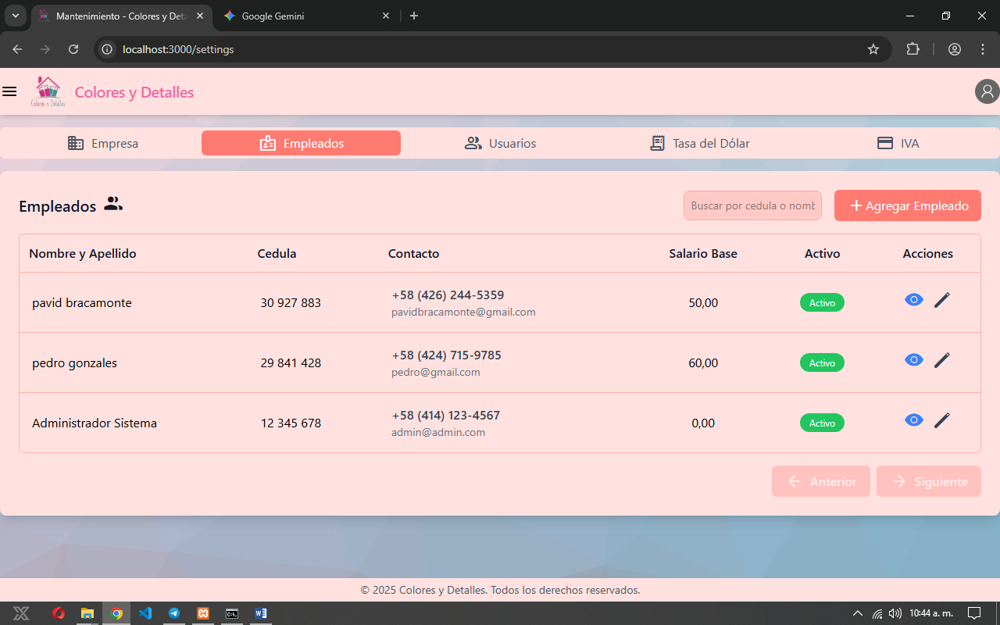 Mantenimiento - Colores y Deta
Google Gemini
localhost:3000/settings
Colores y Detalles
Colores y Detalles
Empresa
Empleados
Usuarios
Tasa del Dólar
IVA
Empleados
Buscar por cedula o nomb
Agregar Empleado
Nombre y Apellido Cedula Contacto Salario Base Activo Acciones
pavid bracamonte 30 927 883 +58 (426) 244-5359 50,00 Activo
pavidbracamonte@gmail.com
pedro gonzales 29 841 428 +58 (424) 715-9785 60,00 Activo
pedro@gmail.com
Administrador Sistema 12 345 678 +58 (414) 123-4567 0,00 Activo
admin@admin.com
Anterior
Siguiente
© 2025 Colores y Detalles. Todos los derechos reservados.
10:44 a. m.